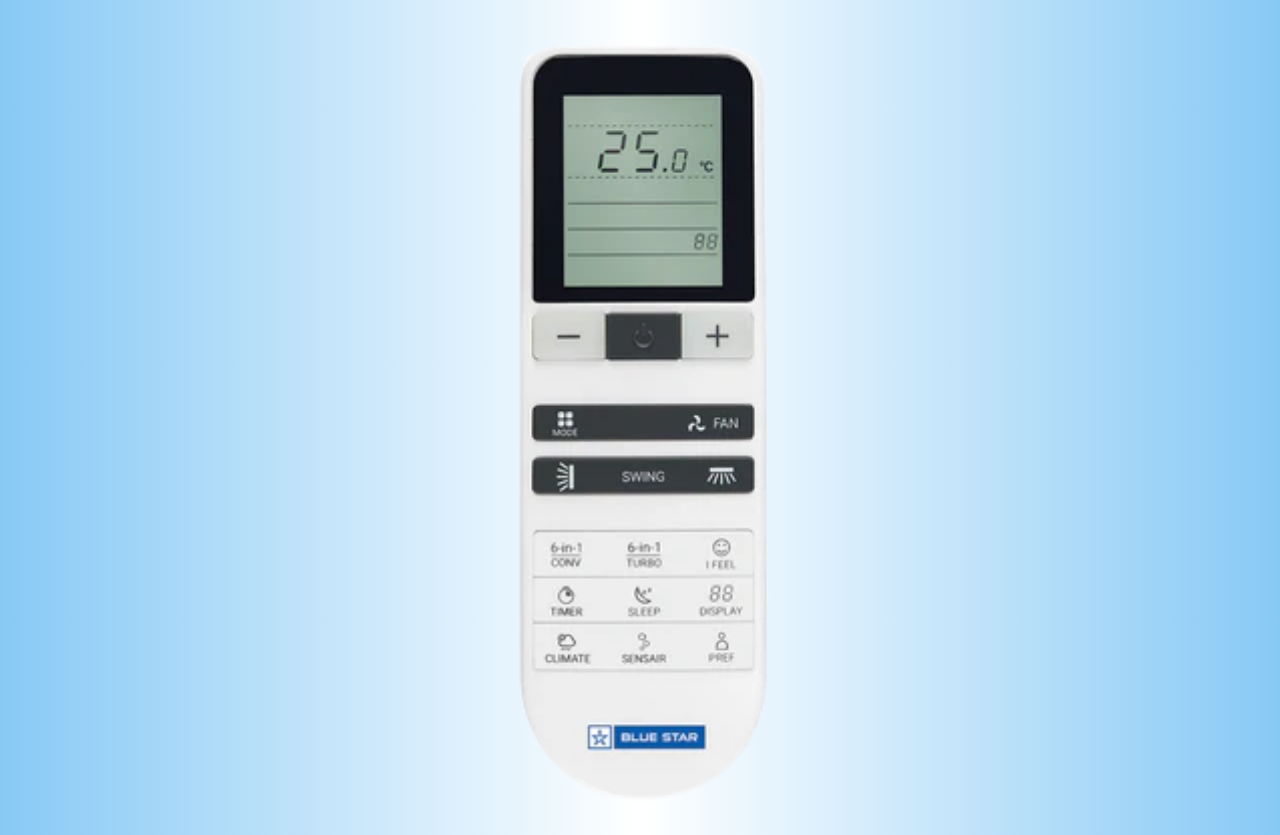 25.0 °C
88
− +
MODE FAN
SWING
6-in-1 6-in-1
CONV TURBO I FEEL
88
TIMER SLEEP DISPLAY
CLIMATE SENSAIR PREF
BLUE STAR